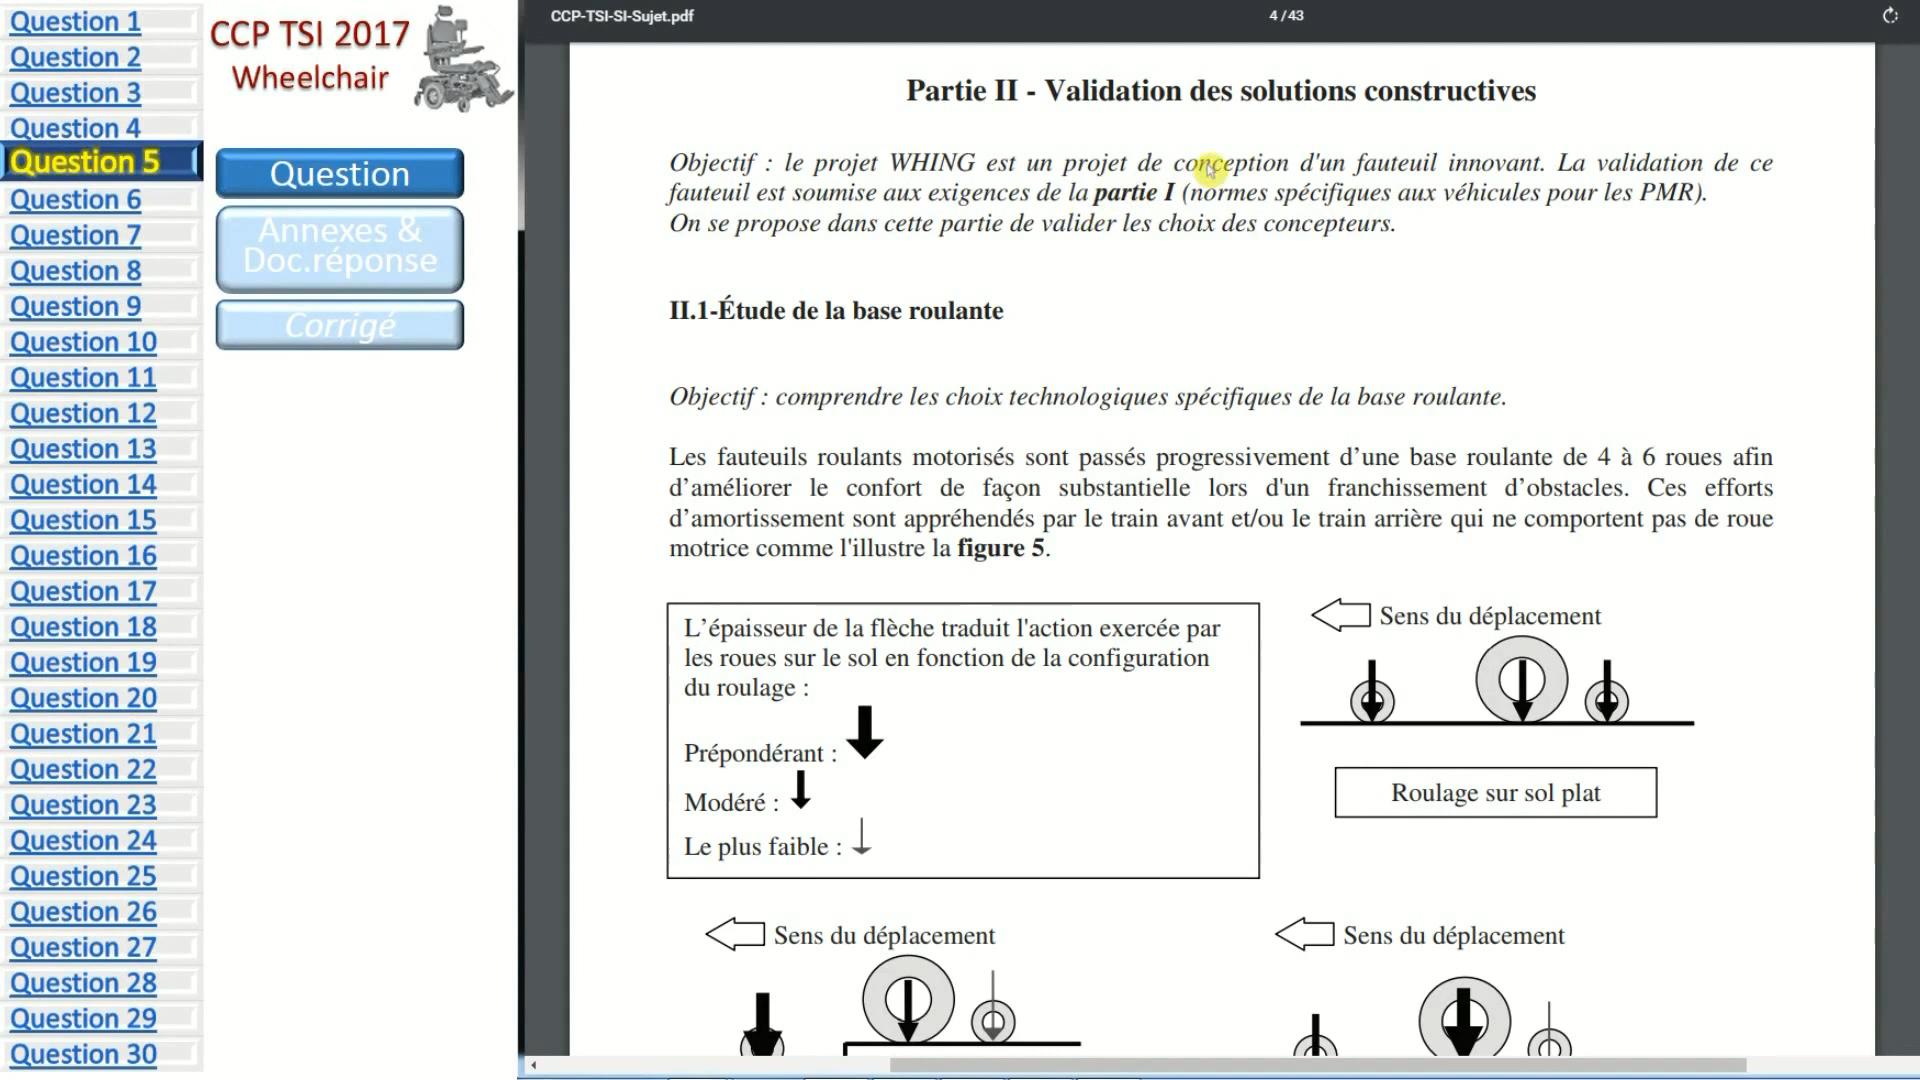 Question 1
Question 2
Question 3
Question 4
Question 5
Question 6
Question 7
Question 8
Question 9
Question 10
Question 11
Question 12
Question 13
Question 14
Question 15
Question 16
Question 17
Question 18
Question 19
Question 20
Question 21
Question 22
Question 23
Question 24
Question 25
Question 26
Question 27
Question 28
Question 29
Question 30
CCP TSI 2017
Wheelchair
Question
Annexes &
Doc.réponse
Corrigé
CCP-TSI-SI-Sujet.pdf
4 / 43
Partie II - Validation des solutions constructives
Objectif : le projet WHING est un projet de conception d'un fauteuil innovant. La validation de ce
fauteuil est soumise aux exigences de la partie I (normes spécifiques aux véhicules pour les PMR).
On se propose dans cette partie de valider les choix des concepteurs.
II.1-Étude de la base roulante
Objectif : comprendre les choix technologiques spécifiques de la base roulante.
Les fauteuils roulants motorisés sont passés progressivement d’une base roulante de 4 à 6 roues afin
d’améliorer le confort de façon substantielle lors d'un franchissement d’obstacles. Ces efforts
d’amortissement sont appréhendés par le train avant et/ou le train arrière qui ne comportent pas de roue
motrice comme l'illustre la figure 5.
L’épaisseur de la flèche traduit l'action exercée par
les roues sur le sol en fonction de la configuration
du roulage :
Prépondérant :
Modéré :
Le plus faible :
Sens du déplacement
Roulage sur sol plat
Sens du déplacement
Sens du déplacement